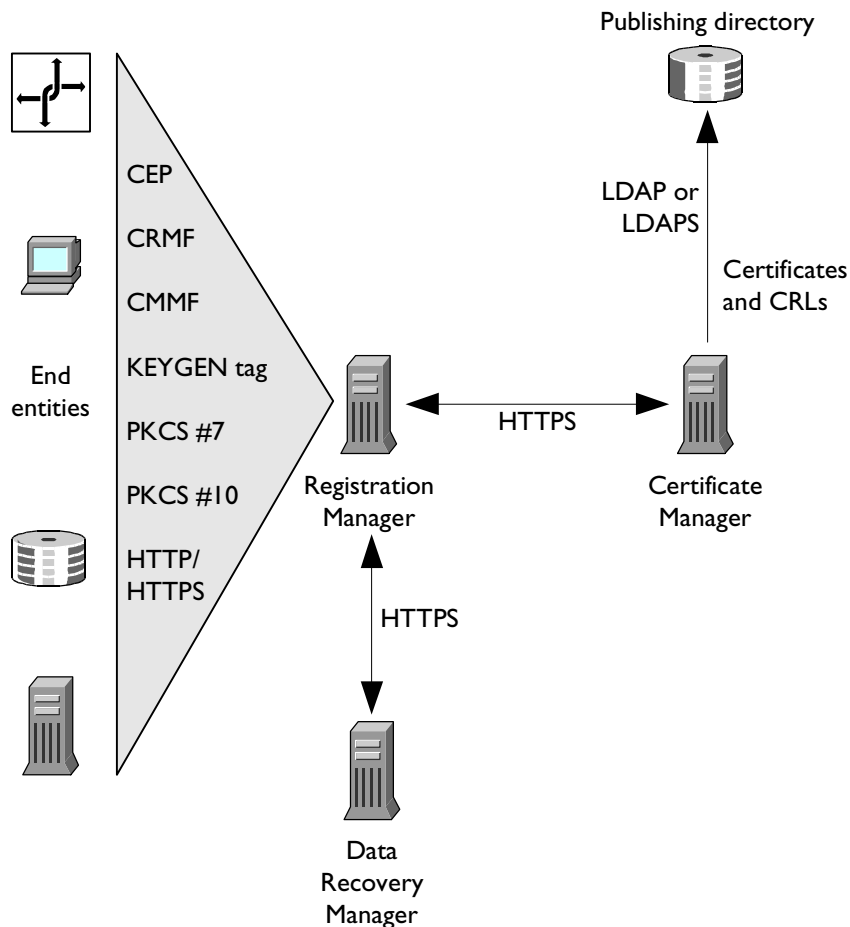 Publishing directory
CEP
CRMF
CMMF
KEYGEN tag
PKCS #7
PKCS #10
HTTP/
HTTPS
End
entities
LDAP or
LDAPS
Certificates
and CRLs
HTTPS
Registration
Manager
Certificate
Manager
HTTPS
Data
Recovery
Manager